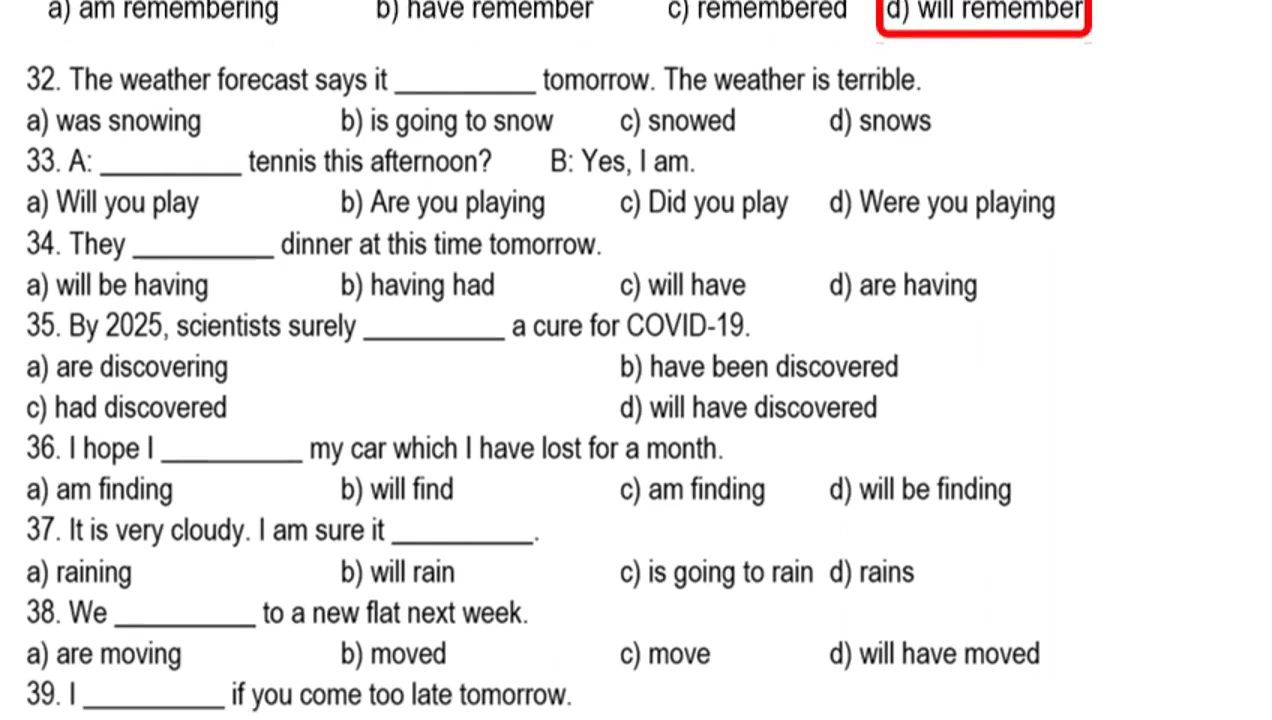 a) am remembering b) have remember c) remembered d) will remember
32. The weather forecast says it __________ tomorrow. The weather is terrible.
a) was snowing b) is going to snow c) snowed d) snows
33. A: __________ tennis this afternoon? B: Yes, I am.
a) Will you play b) Are you playing c) Did you play d) Were you playing
34. They __________ dinner at this time tomorrow.
a) will be having b) having had c) will have d) are having
35. By 2025, scientists surely __________ a cure for COVID-19.
a) are discovering b) have been discovered
c) had discovered d) will have discovered
36. I hope I __________ my car which I have lost for a month.
a) am finding b) will find c) am finding d) will be finding
37. It is very cloudy. I am sure it __________.
a) raining b) will rain c) is going to rain d) rains
38. We __________ to a new flat next week.
a) are moving b) moved c) move d) will have moved
39. I __________ if you come too late tomorrow.